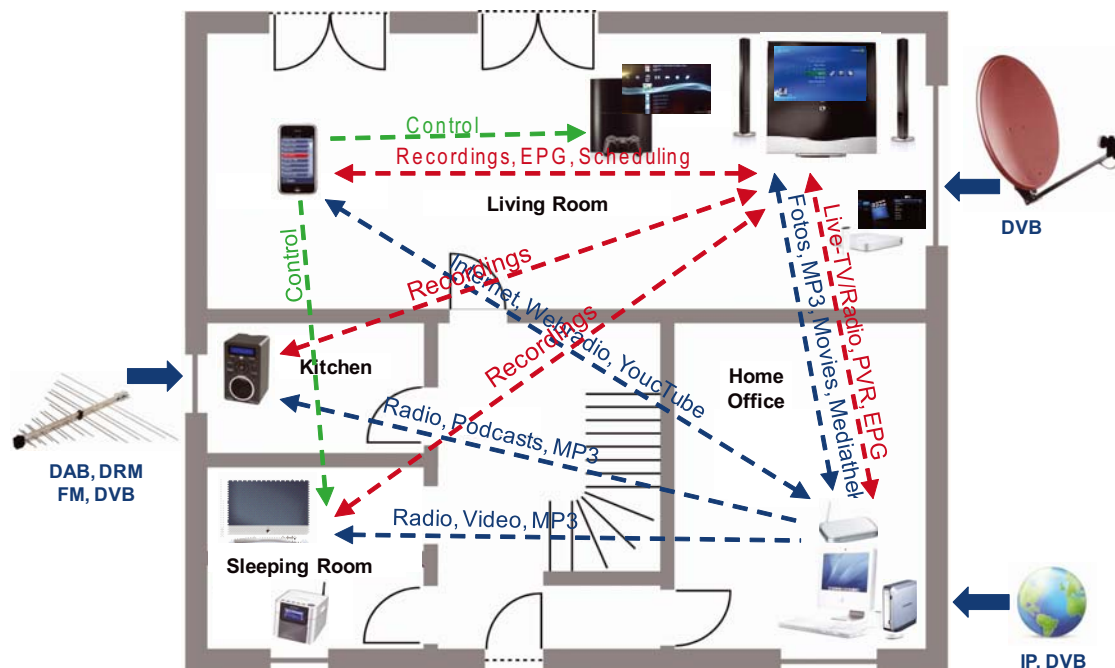 Control
Recordings, EPG, Scheduling
Living Room
DVB
Control
Recordings
Internet, Webradio, YoucTube
Recordings
Fotos, MP3, Movies, Mediathek
Live-TV/Radio, PVR, EPG
Kitchen
Home
Office
Radio, Podcasts, MP3
DAB, DRM
FM, DVB
Radio, Video, MP3
Sleeping Room
IP, DVB